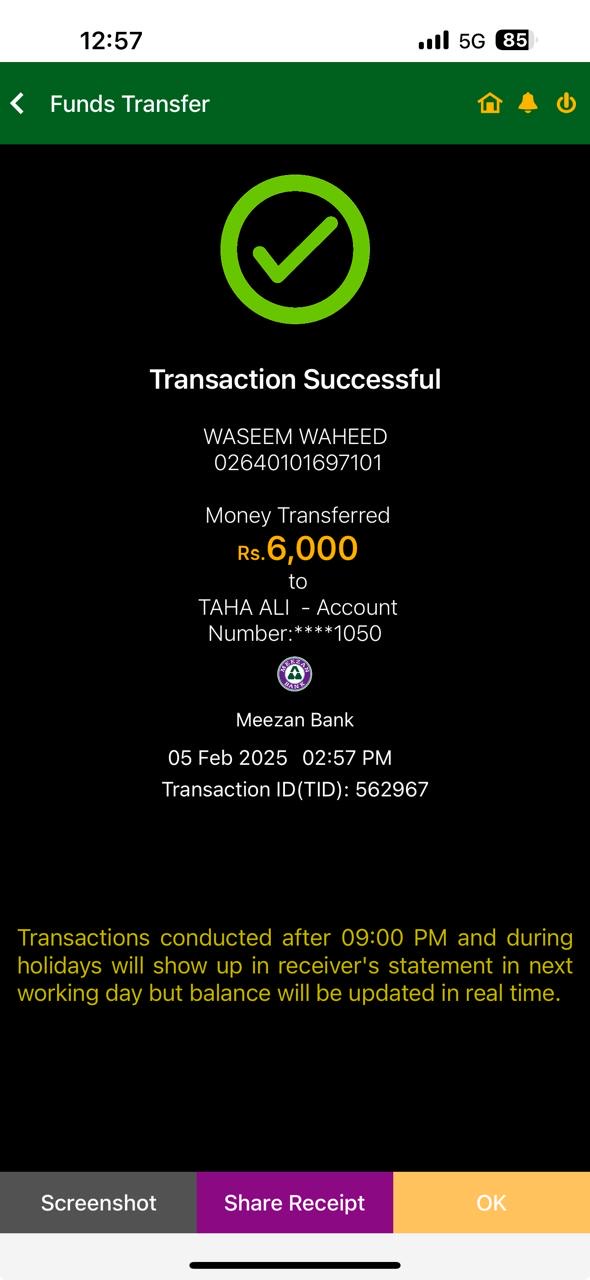 12:57
5G 85
Funds Transfer
Transaction Successful
WASEEM WAHEED
02640101697101
Money Transferred
Rs.6,000
to
TAHA ALI - Account
Number:****1050
MEEZAN
BANK
Meezan Bank
05 Feb 2025 02:57 PM
Transaction ID(TID): 562967
Transactions conducted after 09:00 PM and during
holidays will show up in receiver's statement in next
working day but balance will be updated in real time.
Screenshot
Share Receipt
OK